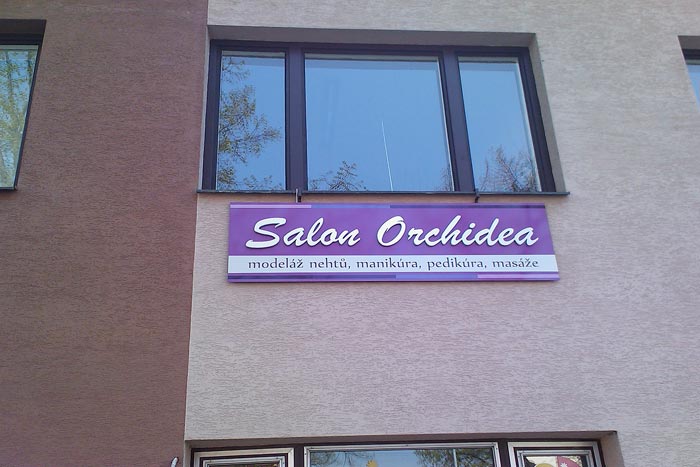 Salon Orchidea
modeláž nehtů, manikúra, pedikúra, masáže